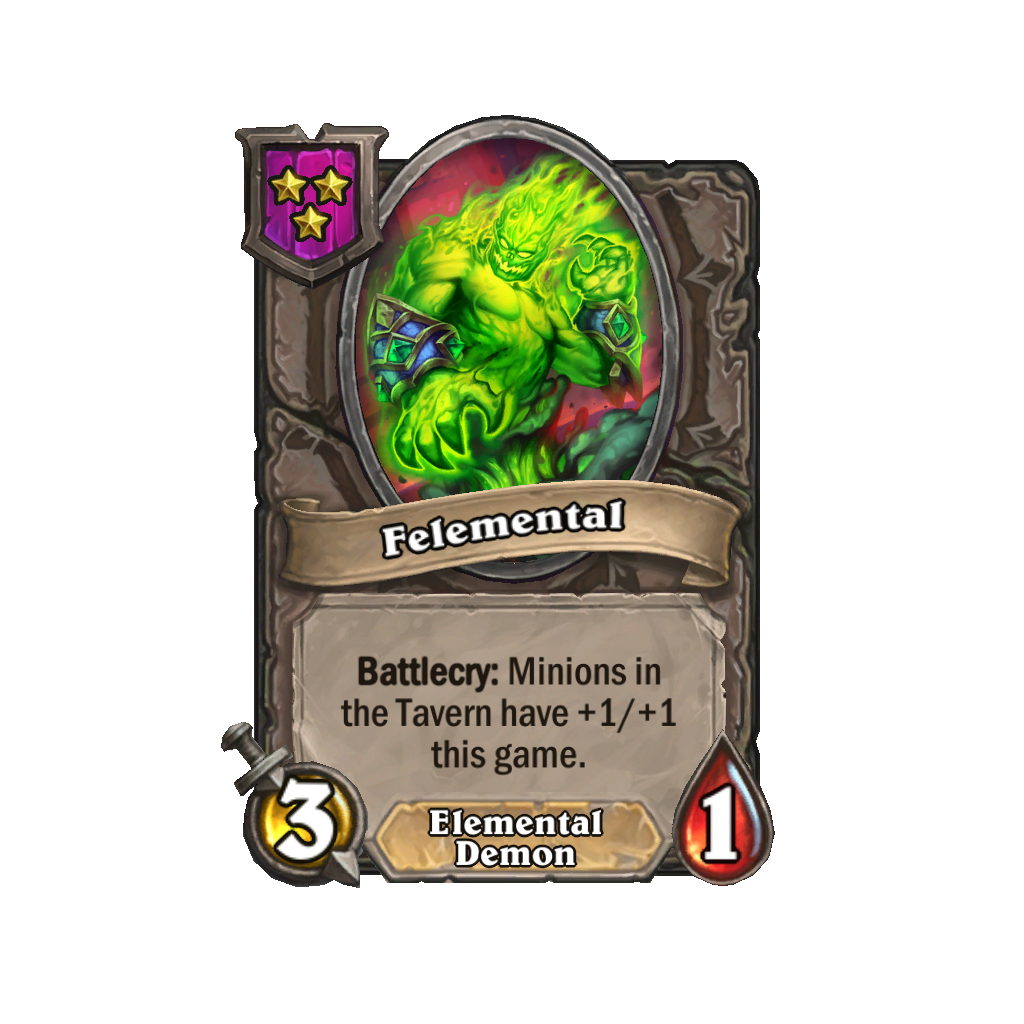 Felemental
Battlecry: Minions in
the Tavern have +1/+1
this game.
3
Elemental
Demon
1